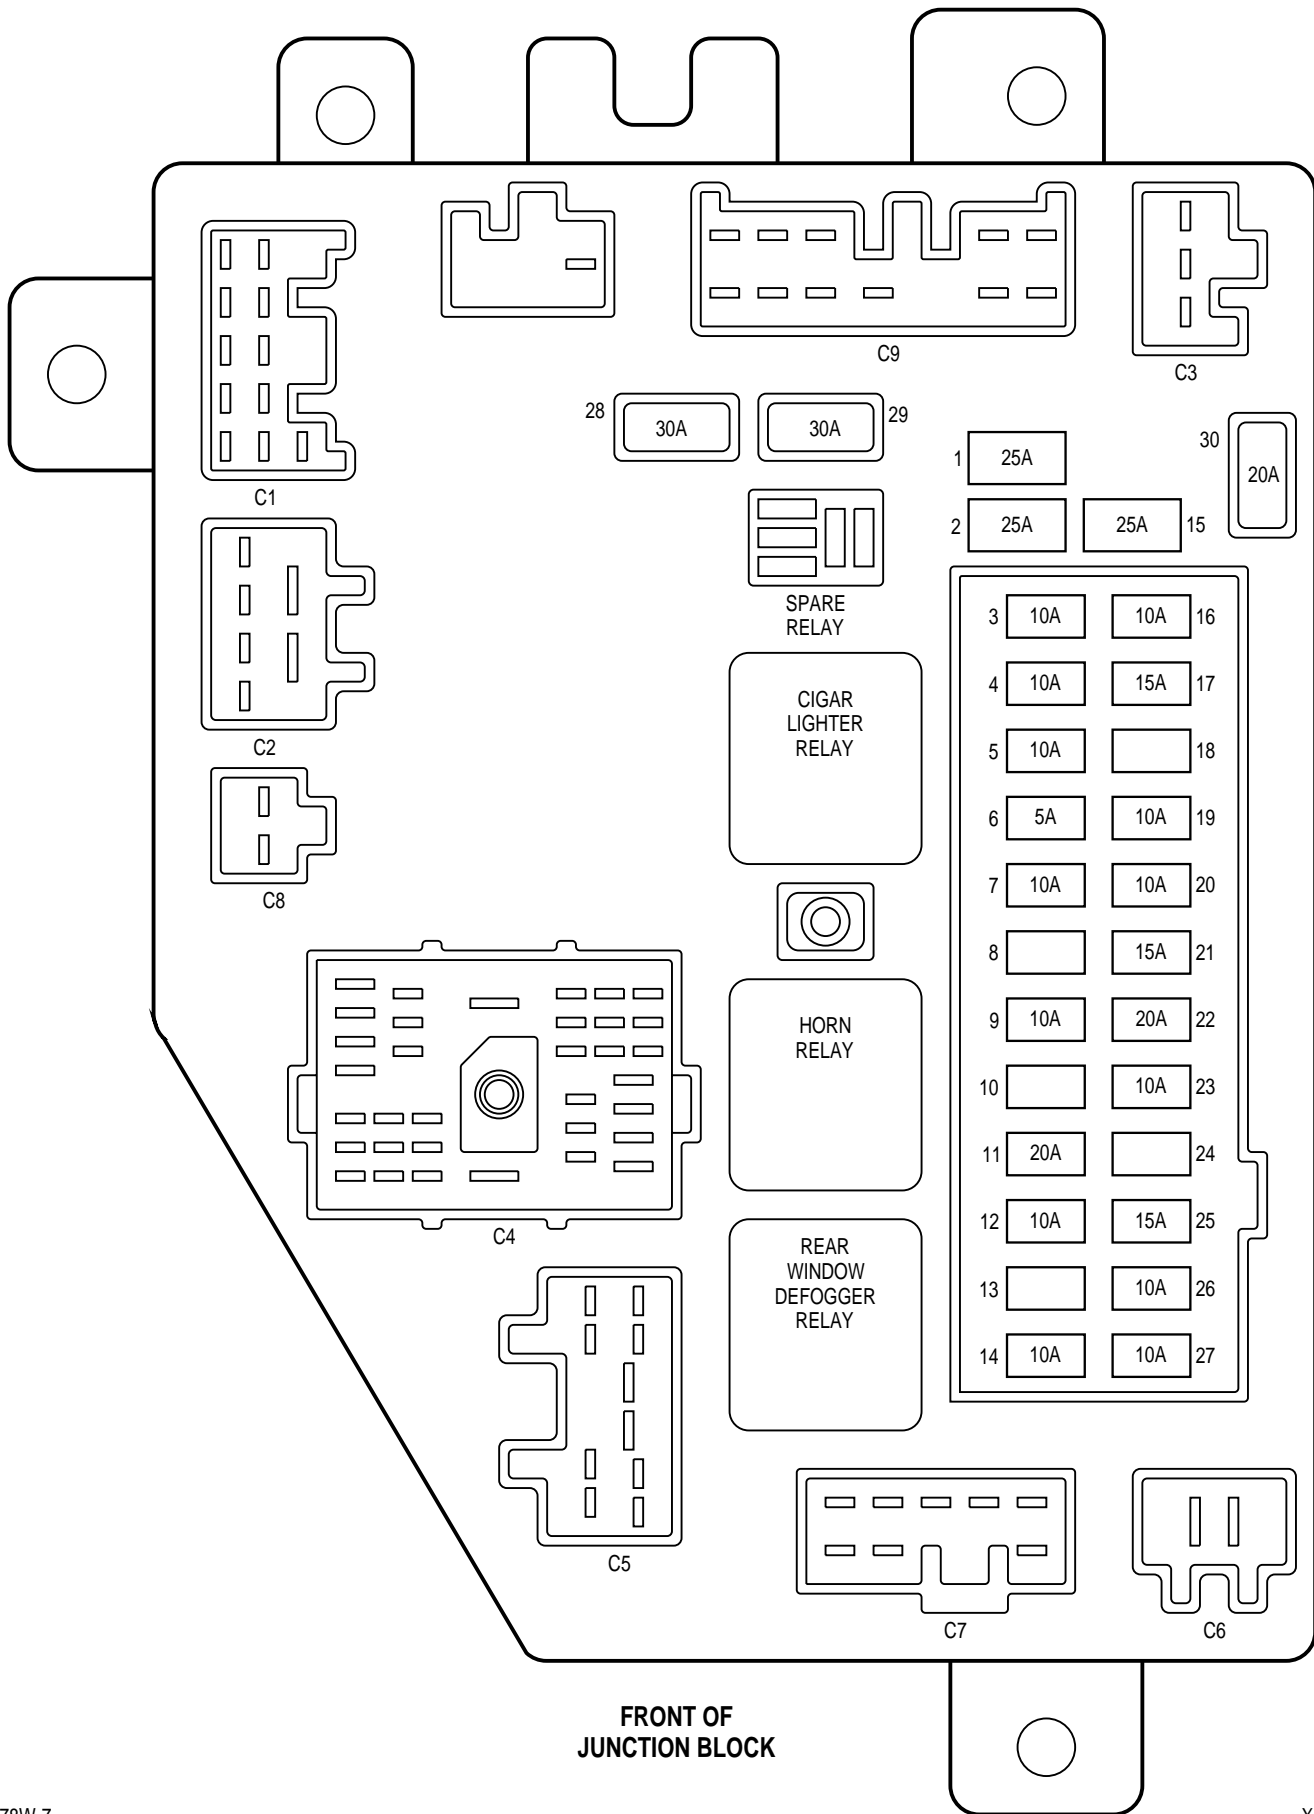 C9
C3
28
30A
30A
29
30
20A
1
25A
2
25A
25A
15
C1
SPARE
RELAY
3
10A
10A
16
4
10A
15A
17
CIGAR
LIGHTER
RELAY
C2
5
10A
18
6
5A
10A
19
C8
7
10A
10A
20
8
15A
21
9
10A
20A
22
HORN
RELAY
10
10A
23
11
20A
24
12
10A
15A
25
C4
REAR
WINDOW
DEFOGGER
RELAY
13
10A
26
14
10A
10A
27
C5
C7
C6
FRONT OF
JUNCTION BLOCK